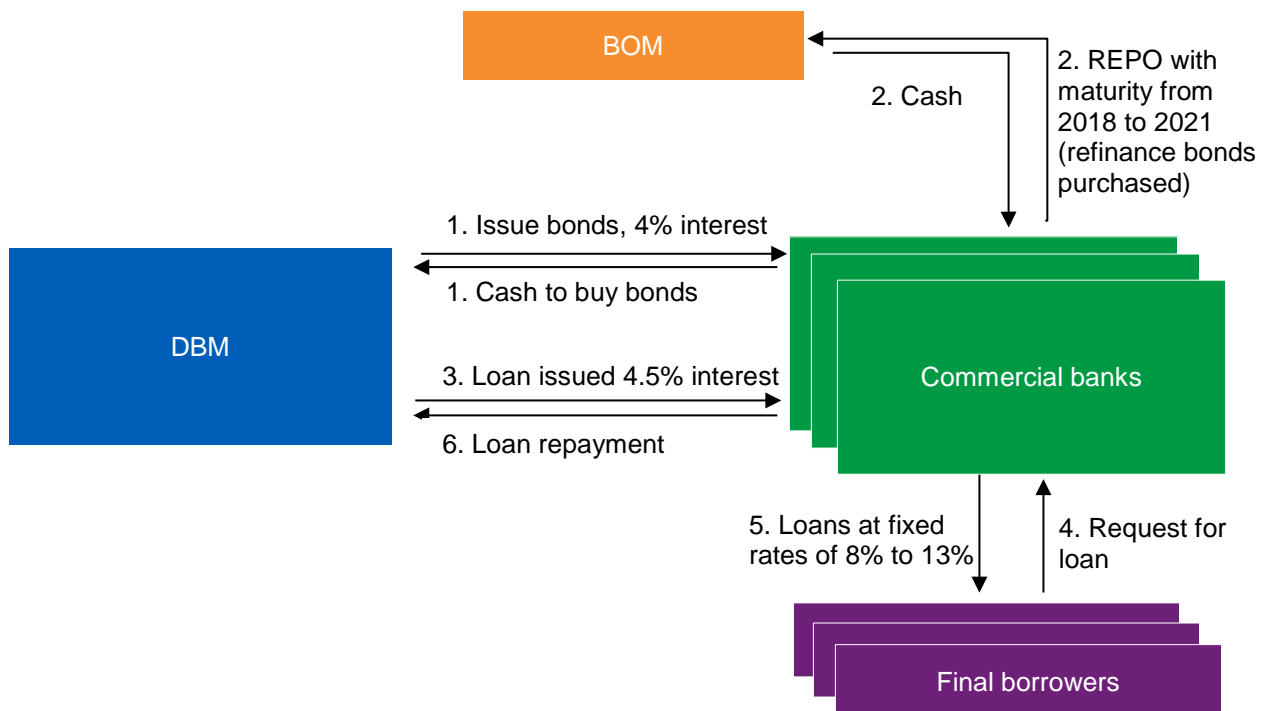 BOM
2. Cash
2. REPO with
maturity from
2018 to 2021
(refinance bonds
purchased)
1. Issue bonds, 4% interest
1. Cash to buy bonds
DBM
3. Loan issued 4.5% interest
6. Loan repayment
Commercial banks
5. Loans at fixed
rates of 8% to 13%
4. Request for
loan
Final borrowers